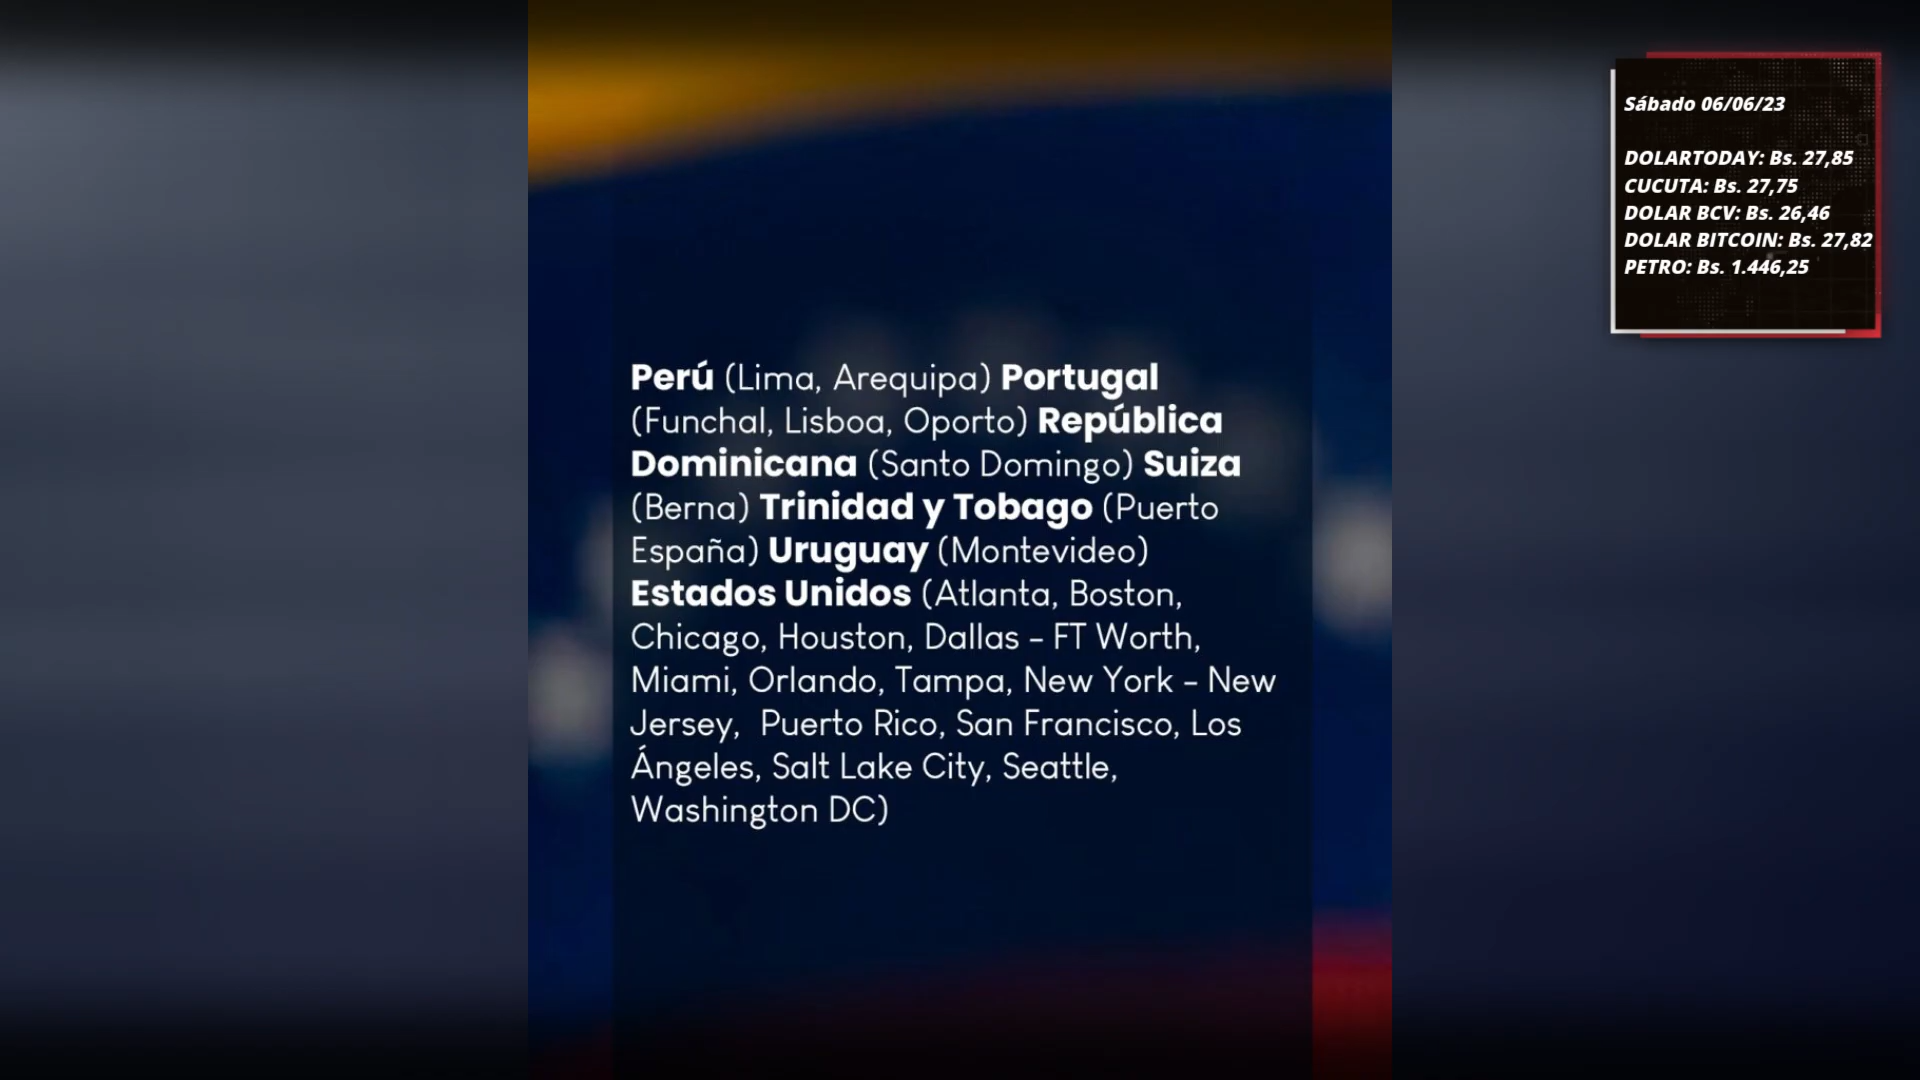 Perú (Lima, Arequipa) Portugal
(Funchal, Lisboa, Oporto) República
Dominicana (Santo Domingo) Suiza
(Berna) Trinidad y Tobago (Puerto
España) Uruguay (Montevideo)
Estados Unidos (Atlanta, Boston,
Chicago, Houston, Dallas - FT Worth,
Miami, Orlando, Tampa, New York - New
Jersey,  Puerto Rico, San Francisco, Los
Ángeles, Salt Lake City, Seattle,
Washington DC)
Sábado 06/06/23
DOLARTODAY: Bs. 27,85
CUCUTA: Bs. 27,75
DOLAR BCV: Bs. 26,46
DOLAR BITCOIN: Bs. 27,82
PETRO: Bs. 1.446,25